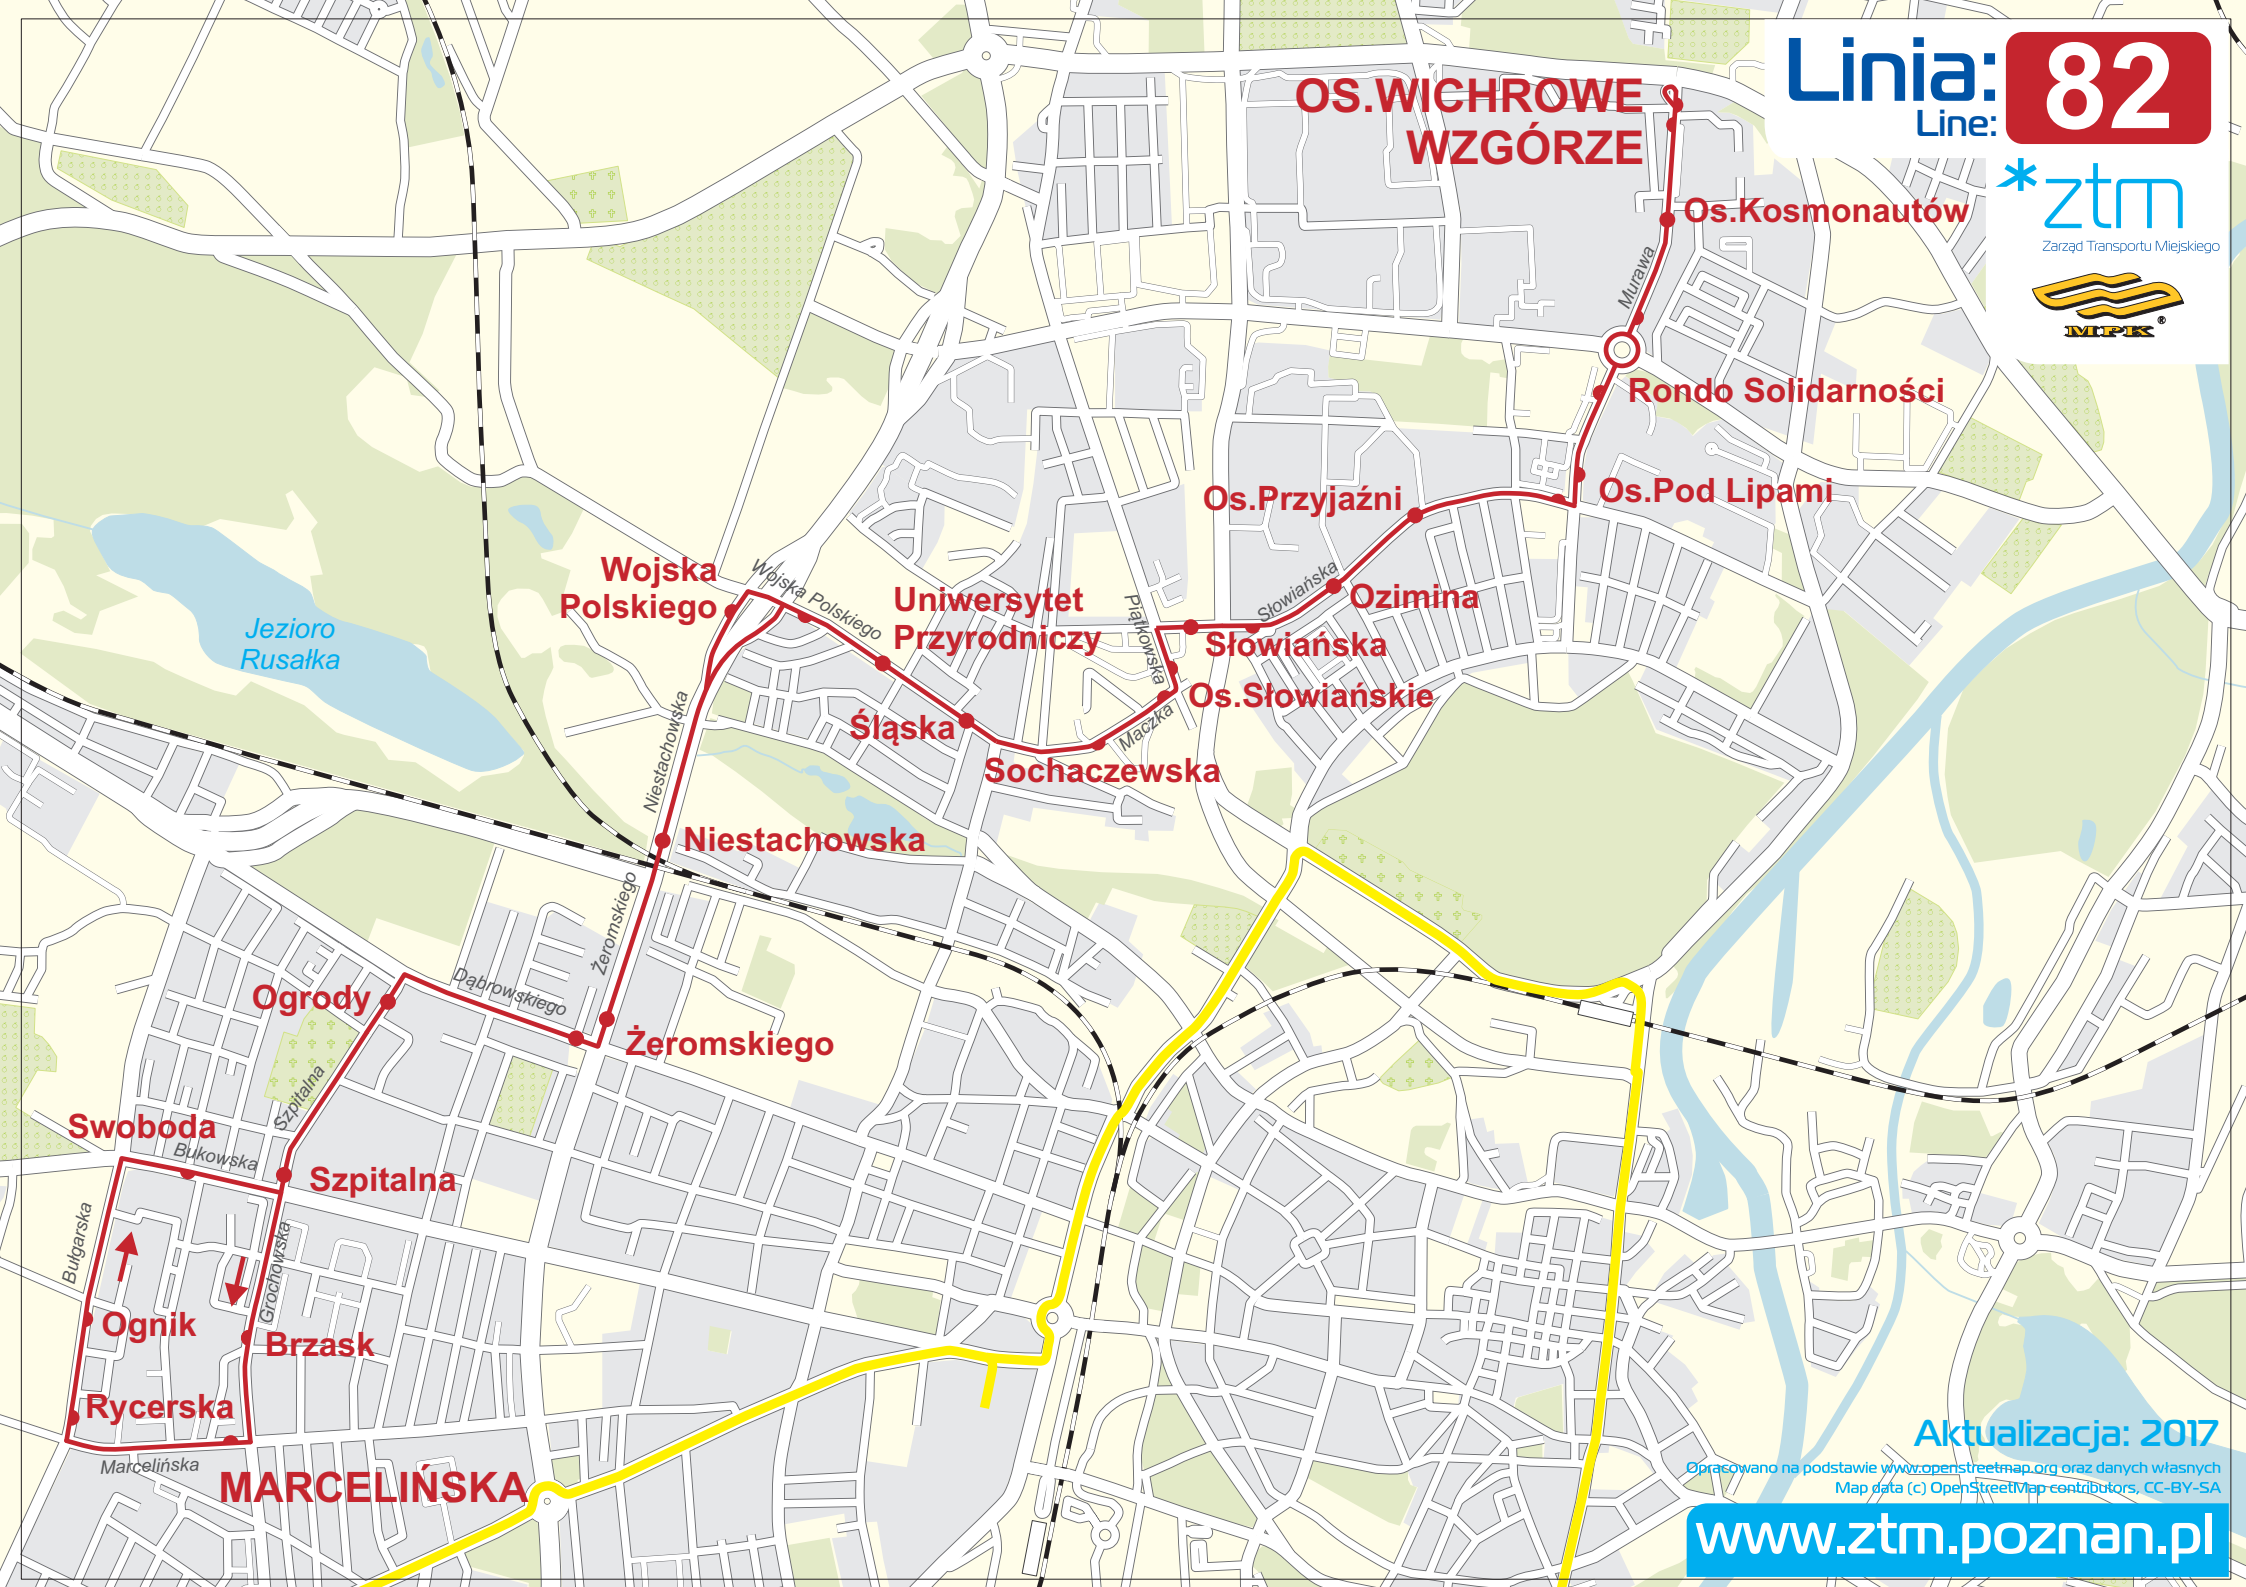 Linia:
82
Line:
*ztm
Zarząd Transportu Miejskiego
MPK
®
OS.WICHROWE
WZGÓRZE
Os.Kosmonautów
Murawa
Rondo Solidarności
Os.Pod Lipami
Os.Przyjaźni
Ozimina
Słowiańska
Słowiańska
Piątkowska
Os.Słowiańskie
Maczka
Sochaczewska
Śląska
Uniwersytet
Przyrodniczy
Wojska Polskiego
Wojska
Polskiego
Jezioro
Rusałka
Niestachowska
Niestachowska
Żeromskiego
Żeromskiego
Dąbrowskiego
Ogrody
Szpitalna
Swoboda
Bukowska
Szpitalna
Bułgarska
Grochowska
Ognik
Brzask
Rycerska
Marcelińska
MARCELIŃSKA
Aktualizacja: 2017
Opracowano na podstawie www.openstreetmap.org oraz danych własnych
Map data (c) OpenStreetMap contributors, CC-BY-SA
www.ztm.poznan.pl